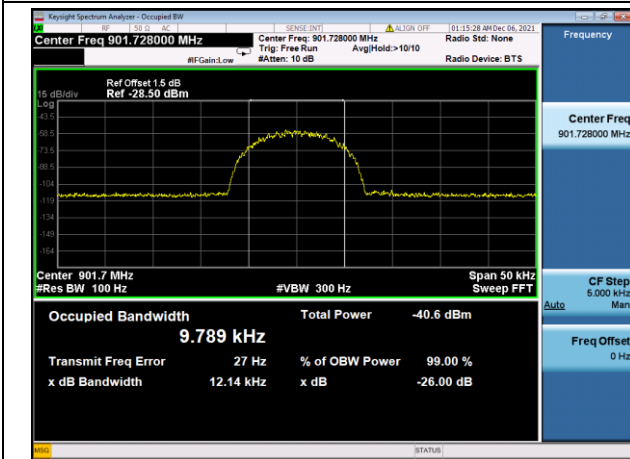 Keysight Spectrum Analyzer - Occupied BW
RF 50 Ω AC SENSE:INT ALIGN OFF 01:15:28 AM Dec 06, 2021
Center Freq 901.728000 MHz Center Freq: 901.728000 MHz Radio Std: None
Trig: Free Run Avg|Hold:>10/10
#IFGain:Low #Atten: 10 dB Radio Device: BTS
Ref Offset 1.5 dB
15 dB/div Ref -28.50 dBm
Log
-43.5
-58.5
-73.5
-88.5
-104
-119
-134
-149
-164
Center 901.7 MHz Span 50 kHz
#Res BW 100 Hz #VBW 300 Hz Sweep FFT
Occupied Bandwidth Total Power -40.6 dBm
9.789 kHz
Transmit Freq Error 27 Hz % of OBW Power 99.00 %
x dB Bandwidth 12.14 kHz x dB -26.00 dB
MSG STATUS
Frequency
Center Freq
901.728000 MHz
CF Step
5.000 kHz
Auto Man
Freq Offset
0 Hz